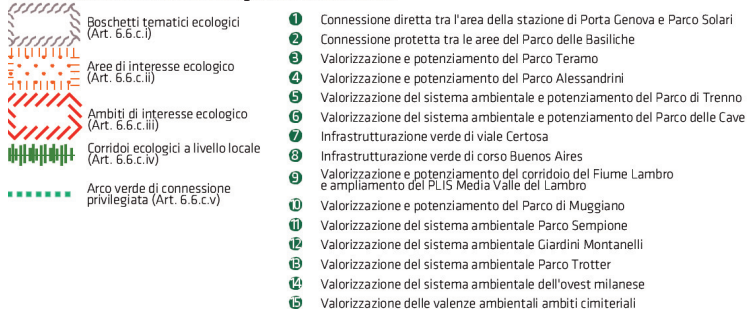 Boschetti tematici ecologici
(Art. 6.6.c.i)
Aree di interesse ecologico
(Art. 6.6.c.ii)
Ambiti di interesse ecologico
(Art. 6.6.c.iii)
Corridoi ecologici a livello locale
(Art. 6.6.c.iv)
Arco verde di connessione
privilegiata (Art. 6.6.c.v)
1 Connessione diretta tra l'area della stazione di Porta Genova e Parco Solari
2 Connessione protetta tra le aree del Parco delle Basiliche
3 Valorizzazione e potenziamento del Parco Teramo
4 Valorizzazione e potenziamento del Parco Alessandrini
5 Valorizzazione del sistema ambientale e potenziamento del Parco di Trenno
6 Valorizzazione del sistema ambientale e potenziamento del Parco delle Cave
7 Infrastrutturazione verde di viale Certosa
8 Infrastrutturazione verde di corso Buenos Aires
9 Valorizzazione e potenziamento del corridoio del Fiume Lambro
e ampliamento del PLIS Media Valle del Lambro
10 Valorizzazione e potenziamento del Parco di Muggiano
11 Valorizzazione del sistema ambientale Parco Sempione
12 Valorizzazione del sistema ambientale Giardini Montanelli
13 Valorizzazione del sistema ambientale Parco Trotter
14 Valorizzazione del sistema ambientale dell'ovest milanese
15 Valorizzazione delle valenze ambientali ambiti cimiteriali